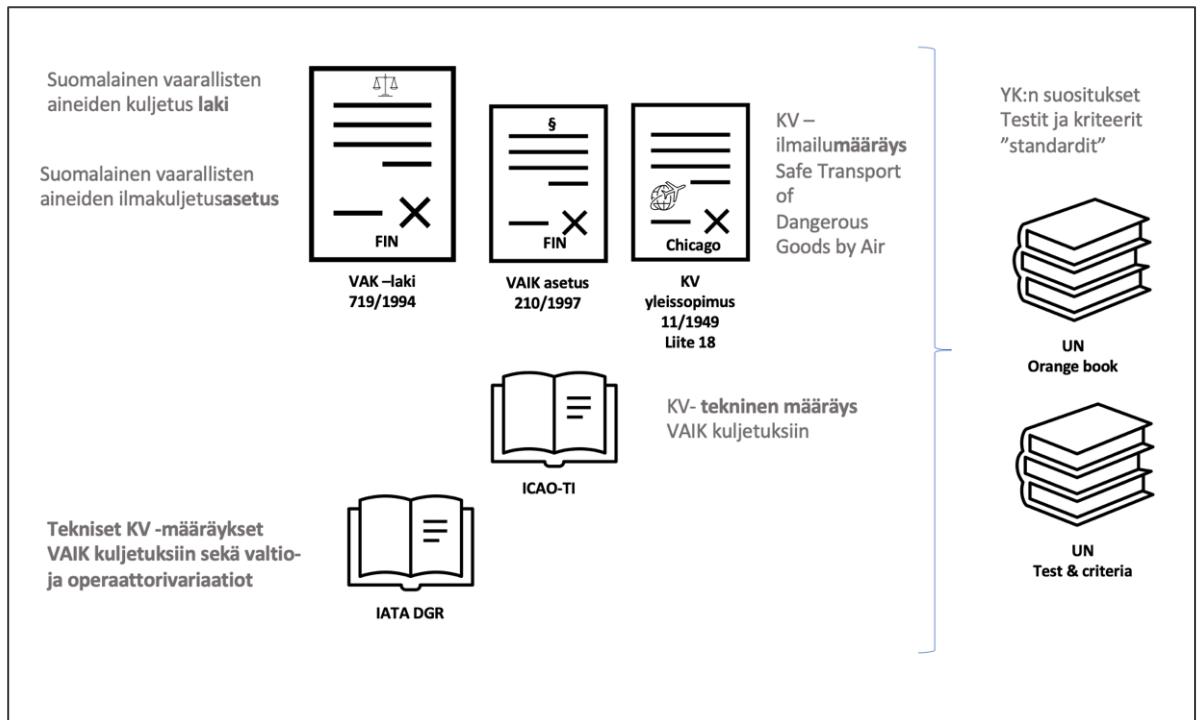 Suomalainen vaarallisten
aineiden kuljetus laki
Suomalainen vaarallisten
aineiden ilmakuljetusasetus
FIN
VAK –laki
719/1994
§
FIN
VAIK asetus
210/1997
Chicago
KV
yleissopimus
11/1949
Liite 18
KV –
ilmailumääräys
Safe Transport
of
Dangerous
Goods by Air
YK:n suositukset
Testit ja kriteerit
”standardit”
UN
Orange book
UN
Test & criteria
ICAO-TI
KV- tekninen määräys
VAIK kuljetuksiin
Tekniset KV -määräykset
VAIK kuljetuksiin sekä valtio-
ja operaattorivariaatiot
IATA DGR